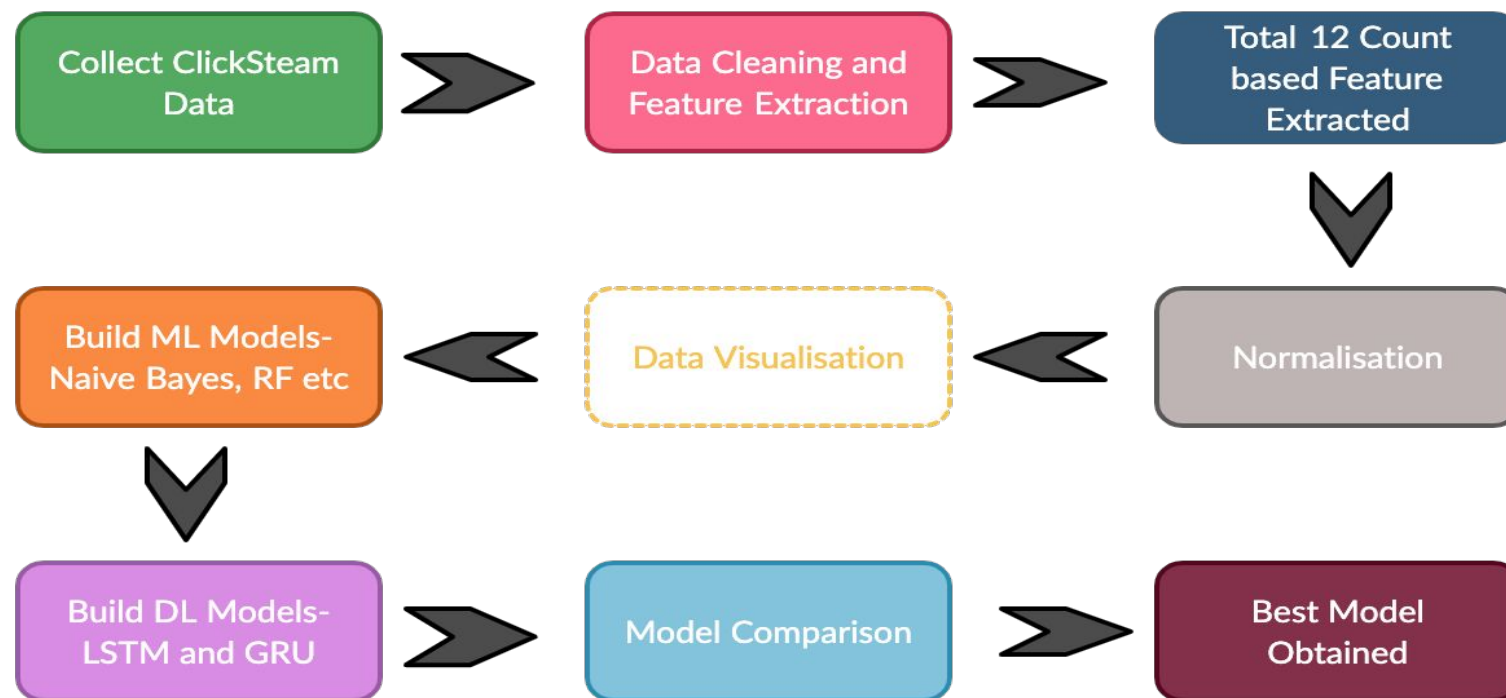 Collect ClickSteam
Data
Data Cleaning and
Feature Extraction
Total 12 Count
based Feature
Extracted
Normalisation
Data Visualisation
Build ML Models-
Naive Bayes, RF etc
Build DL Models-
LSTM and GRU
Model Comparison
Best Model
Obtained